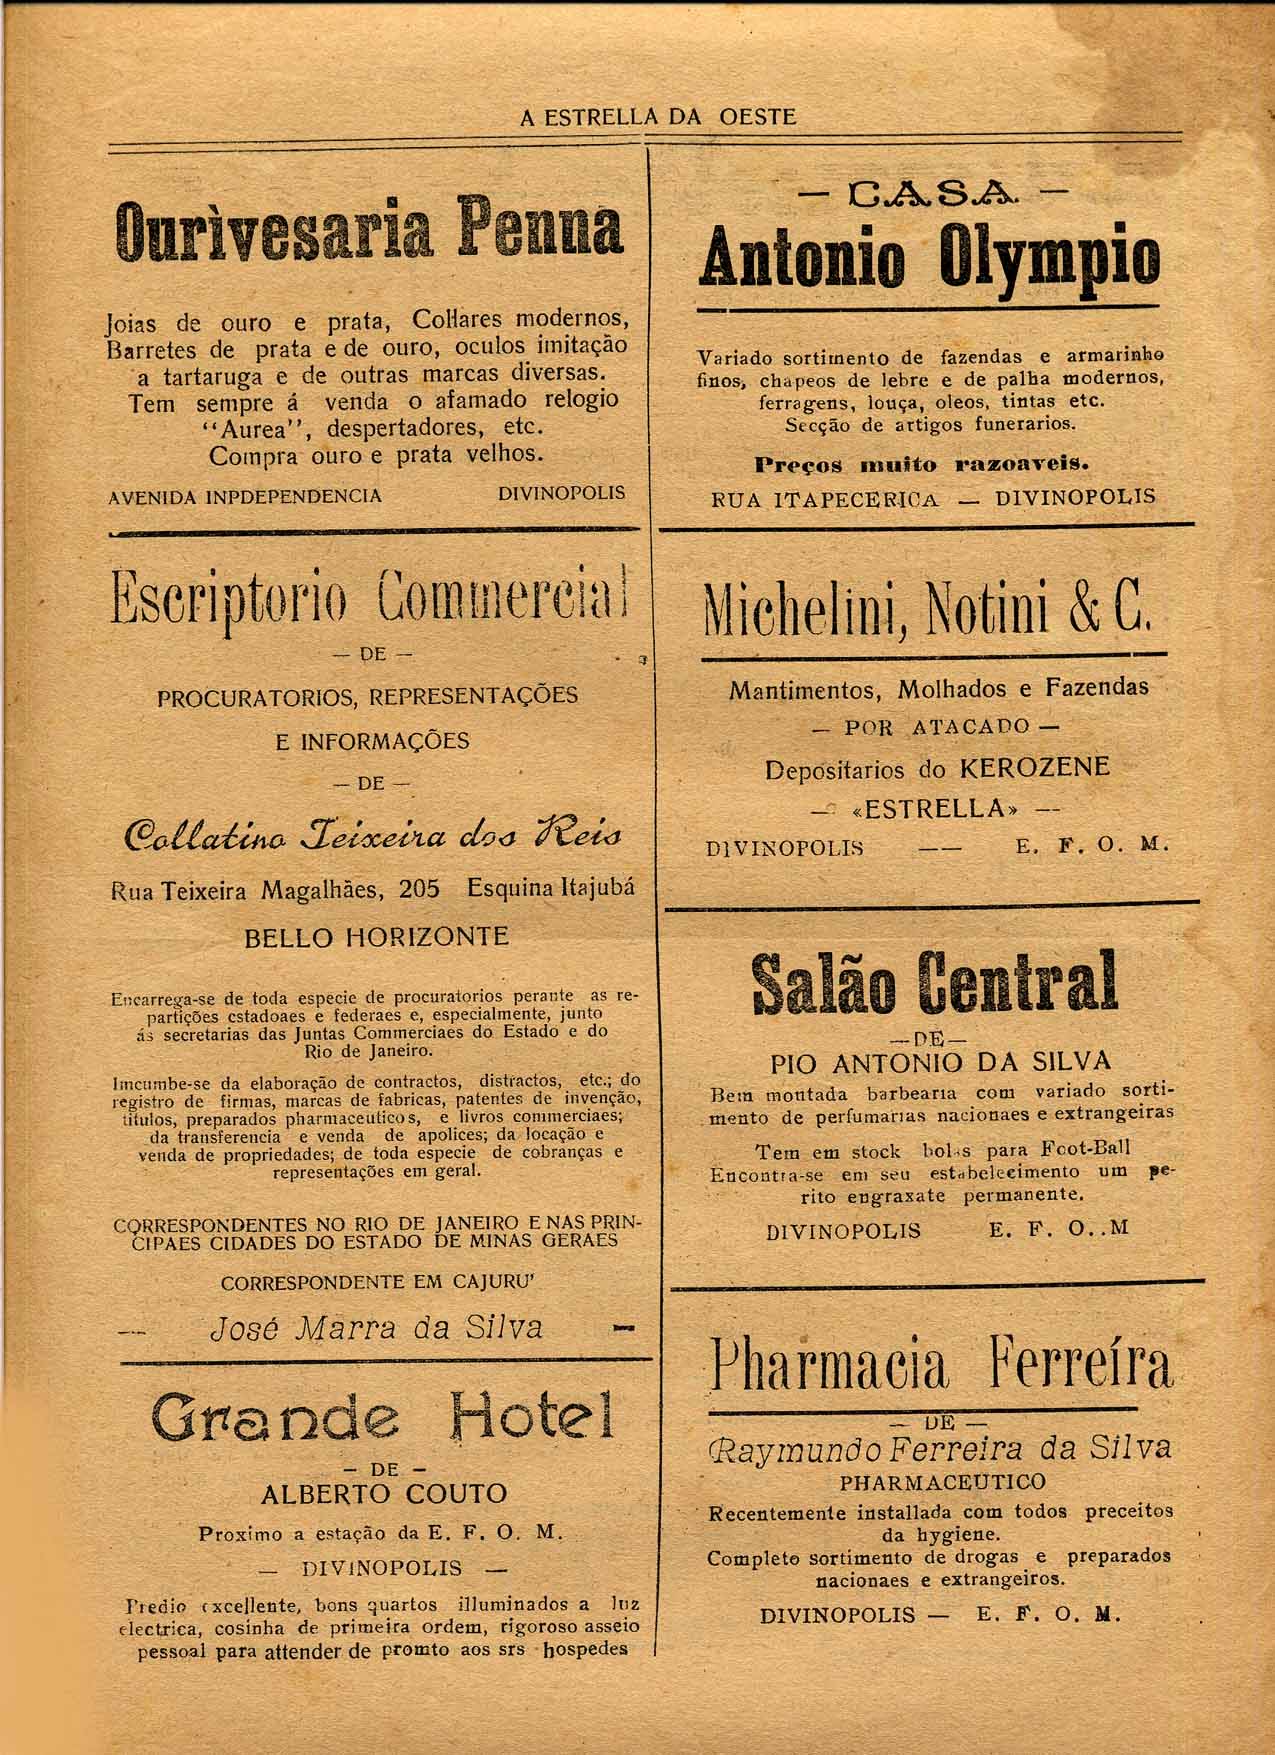 A ESTRELLA DA OESTE
Ourìvesaria Penna
Joias de ouro e prata, Collares modernos,
Barretes de prata e de ouro, oculos imitação
a tartaruga e de outras marcas diversas.
Tem sempre á venda o afamado relogio
"Aurea", despertadores, etc.
Compra ouro e prata velhos.
AVENIDA INPDEPENDENCIA DIVINOPOLIS
Escriptorio Commercial
— DE —
PROCURATORIOS, REPRESENTAÇÕES
E INFORMAÇÕES
— DE —
Collatino Teixeira dos Reis
Rua Teixeira Magalhães, 205 Esquina Itajubá
BELLO HORIZONTE
Encarrega-se de toda especie de procuratorios perante as re-
partições estadoaes e federaes e, especialmente, junto
ás secretarias das Juntas Commerciaes do Estado e do
Rio de Janeiro.
Imcumbe-se da elaboração de contractos, distractos, etc.; do
registro de firmas, marcas de fabricas, patentes de invenção,
titulos, preparados pharmaceuticos, e livros commerciaes;
da transferencia e venda de apolices; da locação e
venda de propriedades; de toda especie de cobranças e
representações em geral.
CORRESPONDENTES NO RIO DE JANEIRO E NAS PRIN-
CIPAES CIDADES DO ESTADO DE MINAS GERAES
CORRESPONDENTE EM CAJURU'
— José Marra da Silva —
Grande Hotel
— DE —
ALBERTO COUTO
Proximo a estação da E. F. O. M.
— DIVINOPOLIS —
Predio excellente, bons quartos illuminados a luz
electrica, cosinha de primeira ordem, rigoroso asseio
pessoal para attender de promto aos srs hospedes
— CASA —
Antonio Olympio
Variado sortimento de fazendas e armarinho
finos, chapeos de lebre e de palha modernos,
ferragens, louça, oleos, tintas etc.
Secção de artigos funerarios.
Preços muito razoaveis.
RUA ITAPECERICA — DIVINOPOLIS
Michelini, Notini & C.
Mantimentos, Molhados e Fazendas
— POR ATACADO —
Depositarios do KEROZENE
— «ESTRELLA» —
DIVINOPOLIS —— E. F. O. M.
Salão Central
—DE—
PIO ANTONIO DA SILVA
Bem montada barbearia com variado sorti-
mento de perfumarias nacionaes e extrangeiras
Tem em stock bolas para Foot-Ball
Encontra-se em seu estabelecimento um pe-
rito engraxate permanente.
DIVINOPOLIS E. F. O..M
Pharmacia Ferreíra
— DE —
Raymundo Ferreira da Silva
PHARMACEUTICO
Recentemente installada com todos preceitos
da hygiene.
Completo sortimento de drogas e preparados
nacionaes e extrangeiros.
DIVINOPOLIS — E. F. O. M.